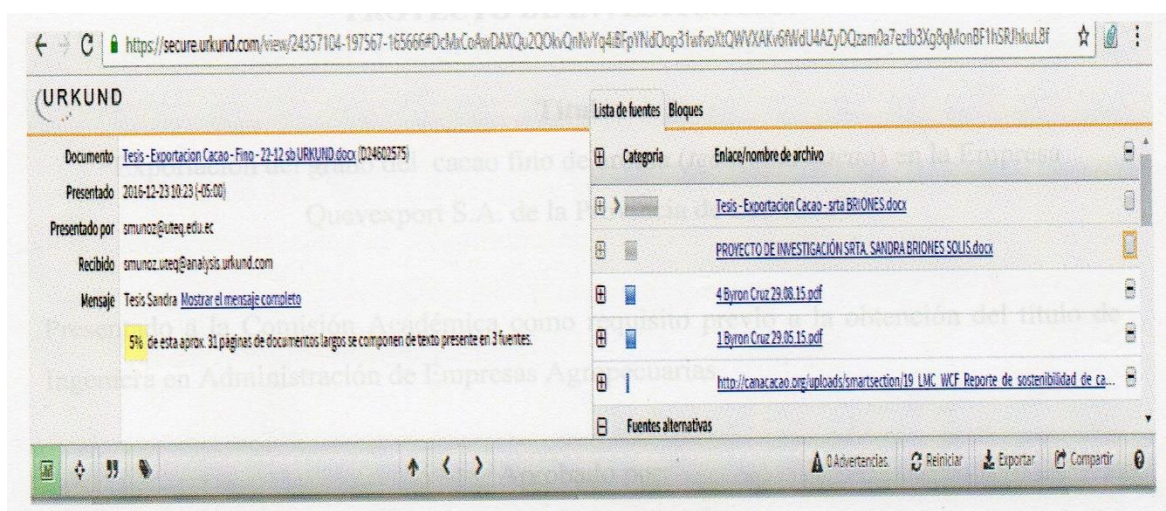 https://secure.urkund.com/view/24357104-197567-165666#
URKUND
Documento Tesis - Exportacion Cacao - Fino - 22-12 sb URKUND.docx (D24602575)
Presentado 2016-12-23 10:23 (-05:00)
Presentado por smunoz@uteq.edu.ec
Recibido smunoz.uteq@analysis.urkund.com
Mensaje Tesis Sandra Mostrar el mensaje completo
5% de esta aprox. 31 páginas de documentos largos se componen de texto presente en 3 fuentes.
Lista de fuentes Bloques
Categoría Enlace/nombre de archivo
Tesis - Exportacion Cacao - srta BRIONES.docx
PROYECTO DE INVESTIGACIÓN SRTA. SANDRA BRIONES SOLIS.docx
4 Byron Cruz 29.08.15.pdf
1 Byron Cruz 29.05.15.pdf
http://canacacao.org/uploads/smartsection/19_LMC_WCF_Reporte_de_sostenibilidad_de_ca...
Fuentes alternativas
0 Advertencias. Reiniciar Exportar Compartir
Exportación del grano del cacao fino de en la Empresa
Quevexport S.A. de la Provincia de
Presentado a la Comisión Académica como requisito previo a la obtención del título de
Ingeniera en Administración de Empresas Agropecuarias
Aprobado